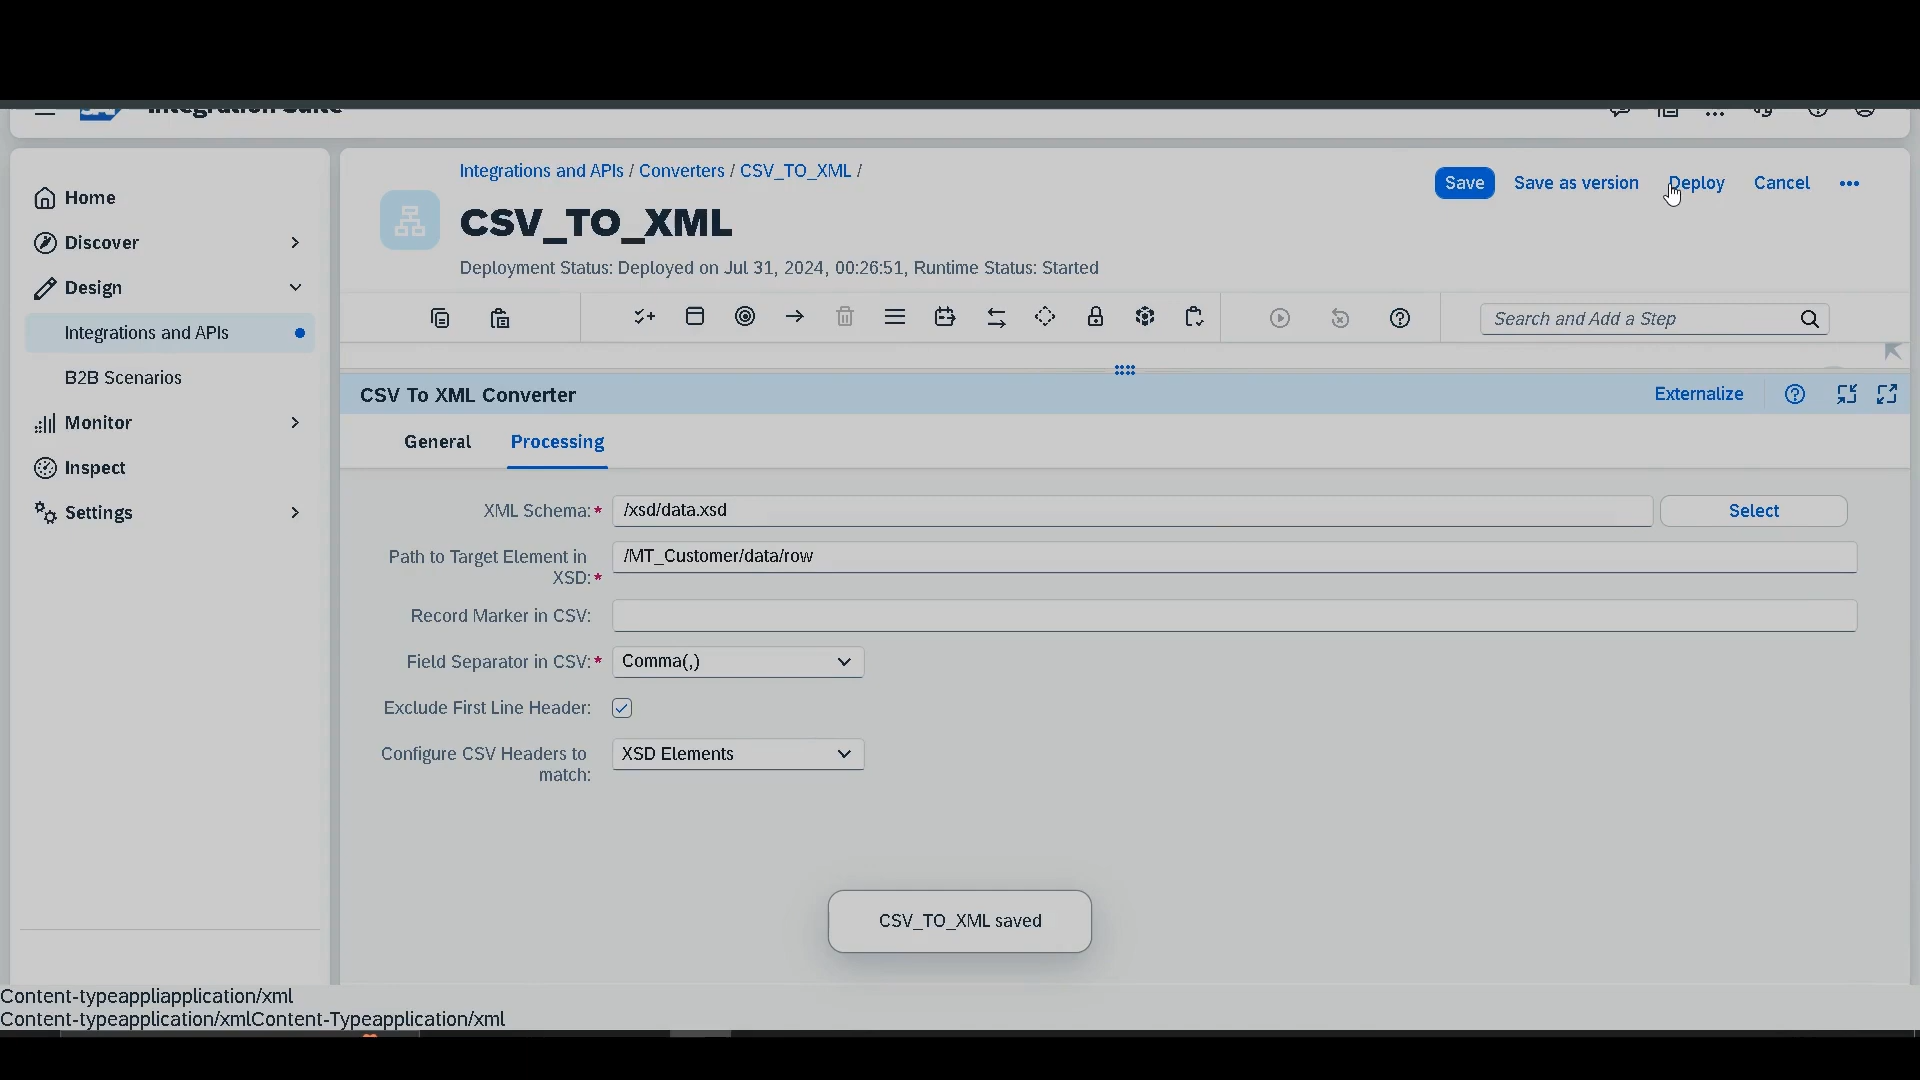 Integration Suite
Integrations and APIs / Converters / CSV_TO_XML /
Save
Save as version
Deploy
Cancel
CSV_TO_XML
Deployment Status: Deployed on Jul 31, 2024, 00:26:51, Runtime Status: Started
Search and Add a Step
Home
Discover
Design
Integrations and APIs
B2B Scenarios
Monitor
Inspect
Settings
CSV To XML Converter
Externalize
General
Processing
XML Schema:*
/xsd/data.xsd
Select
Path to Target Element in
XSD:*
/MT_Customer/data/row
Record Marker in CSV:
Field Separator in CSV:*
Comma(,)
Exclude First Line Header:
Configure CSV Headers to
match:
XSD Elements
CSV_TO_XML saved
Content-typeappliapplication/xml
Content-typeapplication/xmlContent-Typeapplication/xml